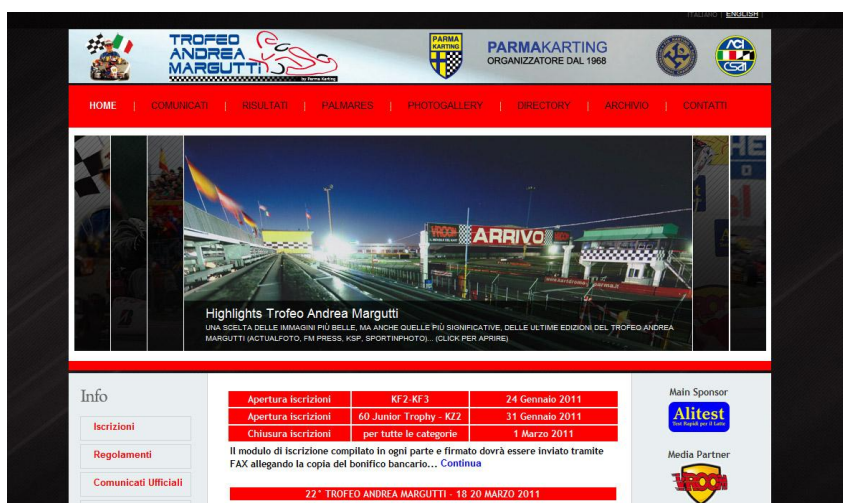 ITALIANO | ENGLISH |
TROFEO
ANDREA
MARGUTTI
by Parma Karting
PARMA
KARTING
PARMAKARTING
ORGANIZZATORE DAL 1968
ACI
CSAI
HOME | COMUNICATI | RISULTATI | PALMARES | PHOTOGALLERY | DIRECTORY | ARCHIVIO | CONTATTI
VROOM
ARRIVO
Highlights Trofeo Andrea Margutti
UNA SCELTA DELLE IMMAGINI PIÙ BELLE, MA ANCHE QUELLE PIÙ SIGNIFICATIVE, DELLE ULTIME EDIZIONI DEL TROFEO ANDREA
MARGUTTI (ACTUALFOTO, FM PRESS, KSP, SPORTINPHOTO)... (CLICK PER APRIRE)
Info
Iscrizioni
Regolamenti
Comunicati Ufficiali
Apertura iscrizioni KF2-KF3 24 Gennaio 2011
Apertura iscrizioni 60 Junior Trophy - KZ2 31 Gennaio 2011
Chiusura iscrizioni per tutte le categorie 1 Marzo 2011
Il modulo di iscrizione compilato in ogni parte e firmato dovrà essere inviato tramite
FAX allegando la copia del bonifico bancario... Continua
22° TROFEO ANDREA MARGUTTI - 18 20 MARZO 2011
Main Sponsor
Alitest
Test Rapidi per il Latte
Media Partner
VROOM